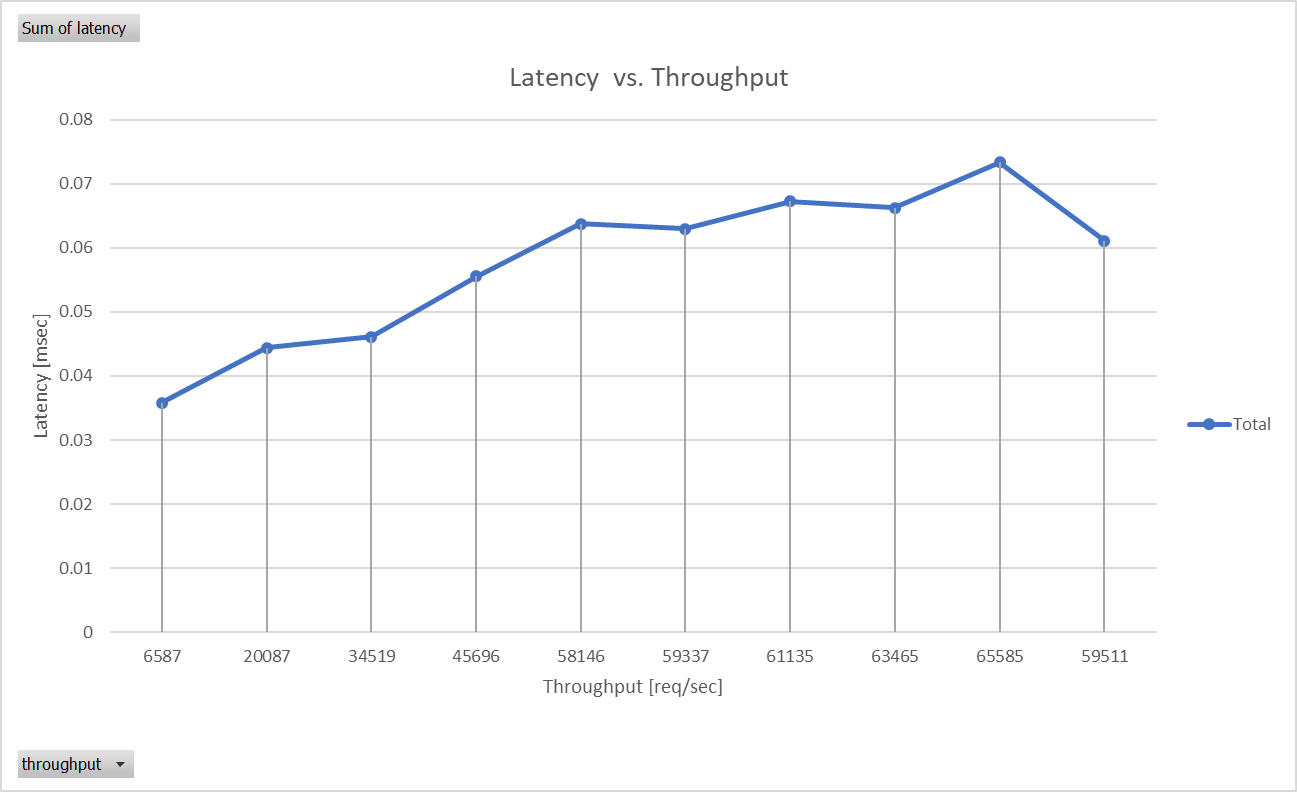 Sum of latency
Latency  vs. Throughput
0.08
0.07
0.06
0.05
0.04
0.03
0.02
0.01
0
Latency [msec]
6587 20087 34519 45696 58146 59337 61135 63465 65585 59511
Throughput [req/sec]
Total
throughput